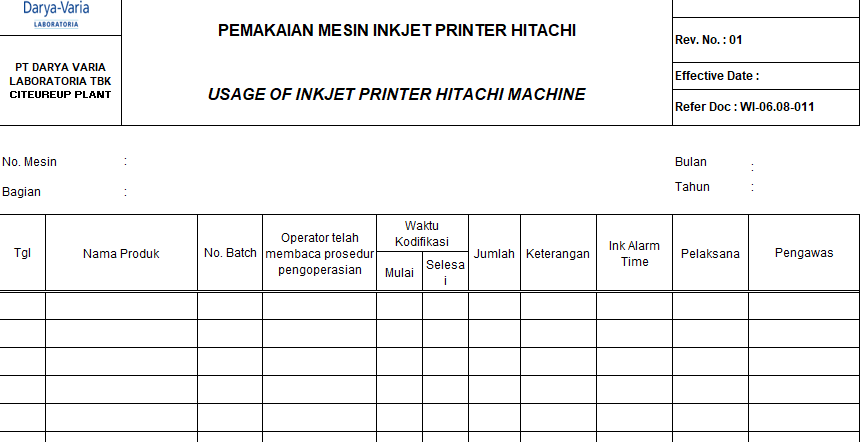 Darya-Varia
LABORATORIA
PT DARYA VARIA
LABORATORIA TBK
CITEUREUP PLANT
PEMAKAIAN MESIN INKJET PRINTER HITACHI
USAGE OF INKJET PRINTER HITACHI MACHINE
Rev. No. : 01
Effective Date :
Refer Doc : WI-06.08-011
No. Mesin :
Bagian :
Bulan :
Tahun :
Tgl
Nama Produk
No. Batch
Operator telah
membaca prosedur
pengoperasian
Waktu
Kodifikasi
Mulai
Selesa
i
Jumlah
Keterangan
Ink Alarm
Time
Pelaksana
Pengawas